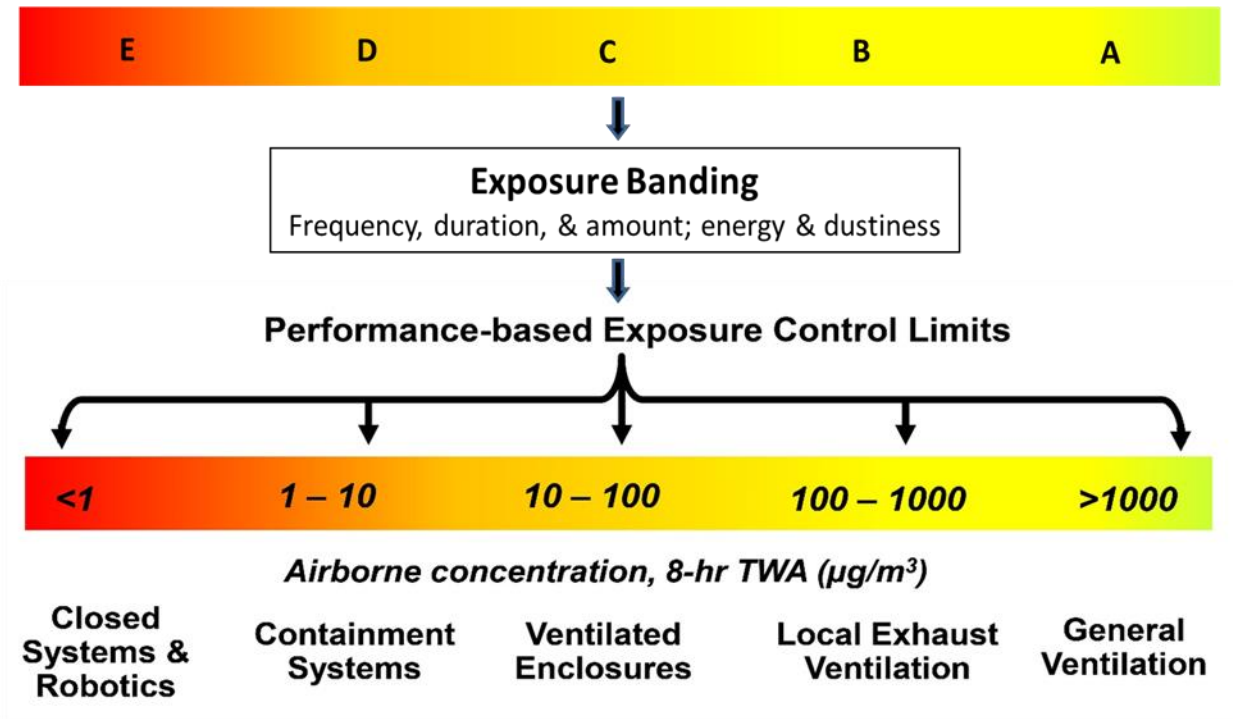 E D C B A
Exposure Banding
Frequency, duration, & amount; energy & dustiness
Performance-based Exposure Control Limits
<1 1 – 10 10 – 100 100 – 1000 >1000
Airborne concentration, 8-hr TWA (µg/m³)
Closed
Systems &
Robotics
Containment
Systems
Ventilated
Enclosures
Local Exhaust
Ventilation
General
Ventilation